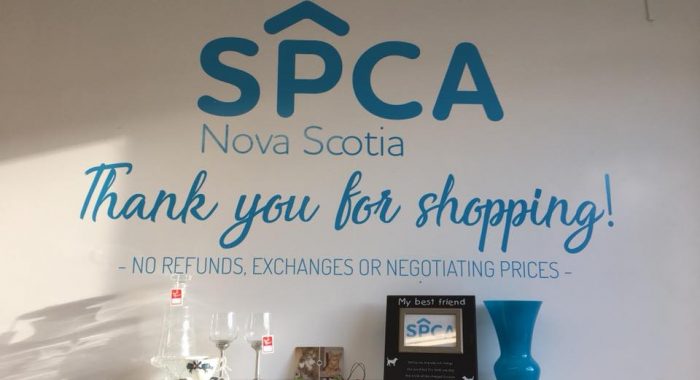 SPCA
Nova Scotia
Thank you for shopping!
- NO REFUNDS, EXCHANGES OR NEGOTIATING PRICES -
My best friend
SPCA